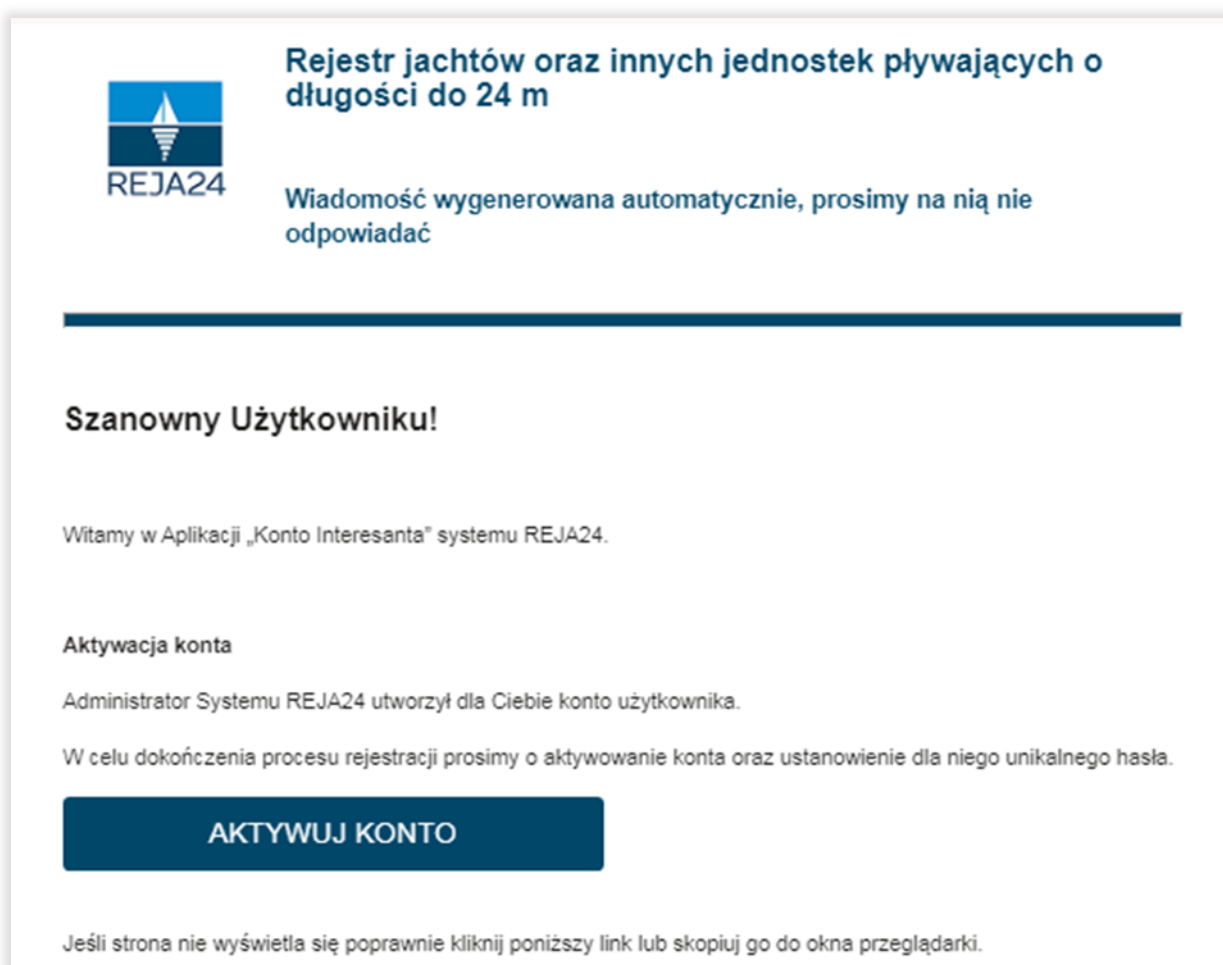 Rejestr jachtów oraz innych jednostek pływających o
długości do 24 m
REJA24
Wiadomość wygenerowana automatycznie, prosimy na nią nie
odpowiadać
Szanowny Użytkowniku!
Witamy w Aplikacji „Konto Interesanta” systemu REJA24.
Aktywacja konta
Administrator Systemu REJA24 utworzył dla Ciebie konto użytkownika.
W celu dokończenia procesu rejestracji prosimy o aktywowanie konta oraz ustanowienie dla niego unikalnego hasła.
AKTYWUJ KONTO
Jeśli strona nie wyświetla się poprawnie kliknij poniższy link lub skopiuj go do okna przeglądarki.